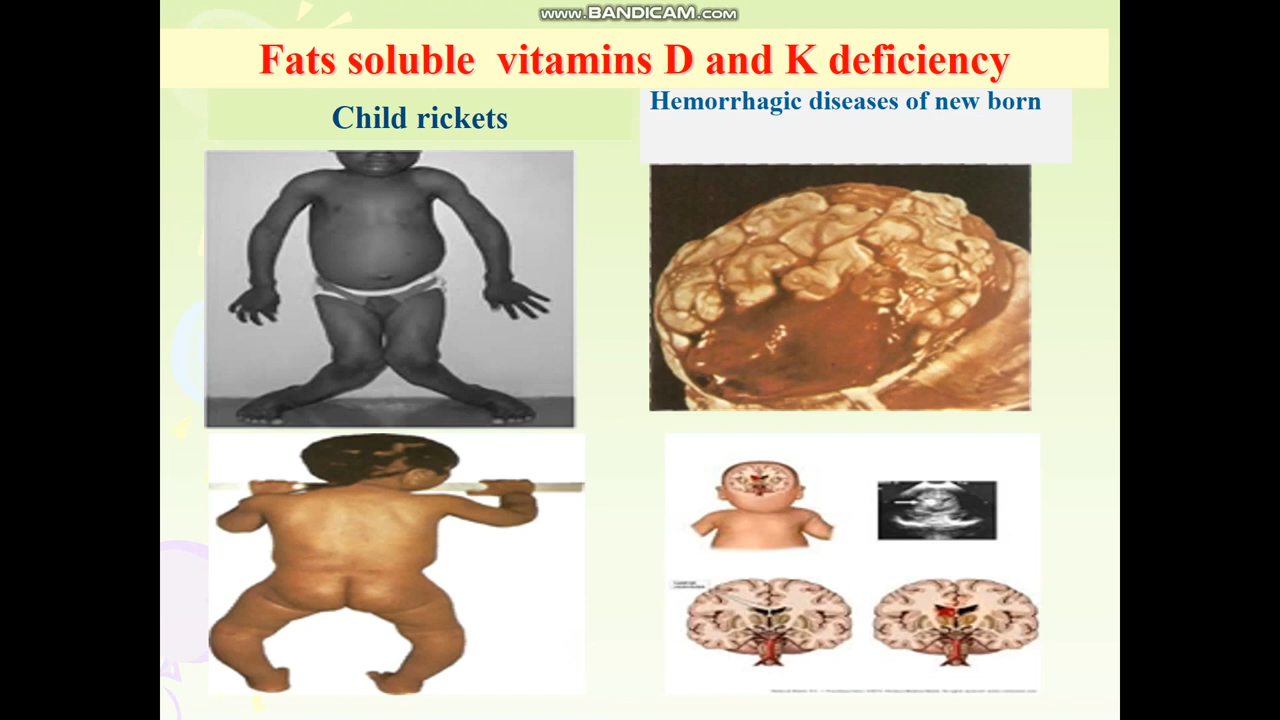 www.BANDICAM.com
Fats soluble vitamins D and K deficiency
Child rickets
Hemorrhagic diseases of new born